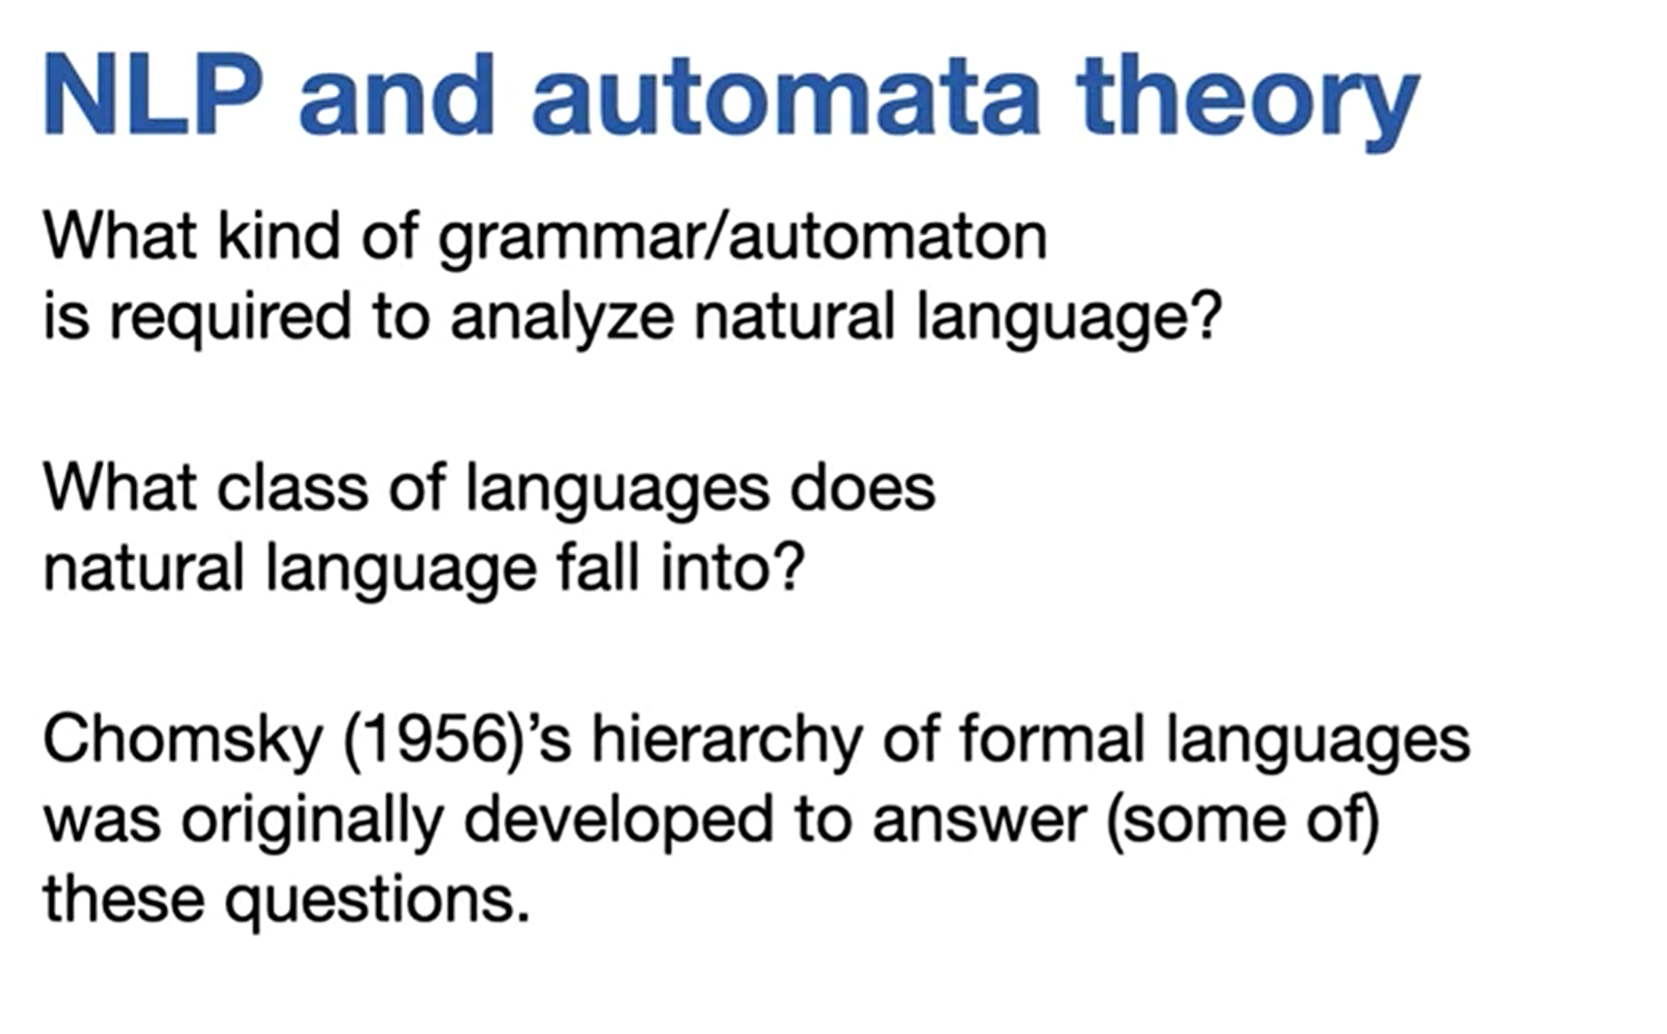 NLP and automata theory
What kind of grammar/automaton
is required to analyze natural language?
What class of languages does
natural language fall into?
Chomsky (1956)’s hierarchy of formal languages
was originally developed to answer (some of)
these questions.